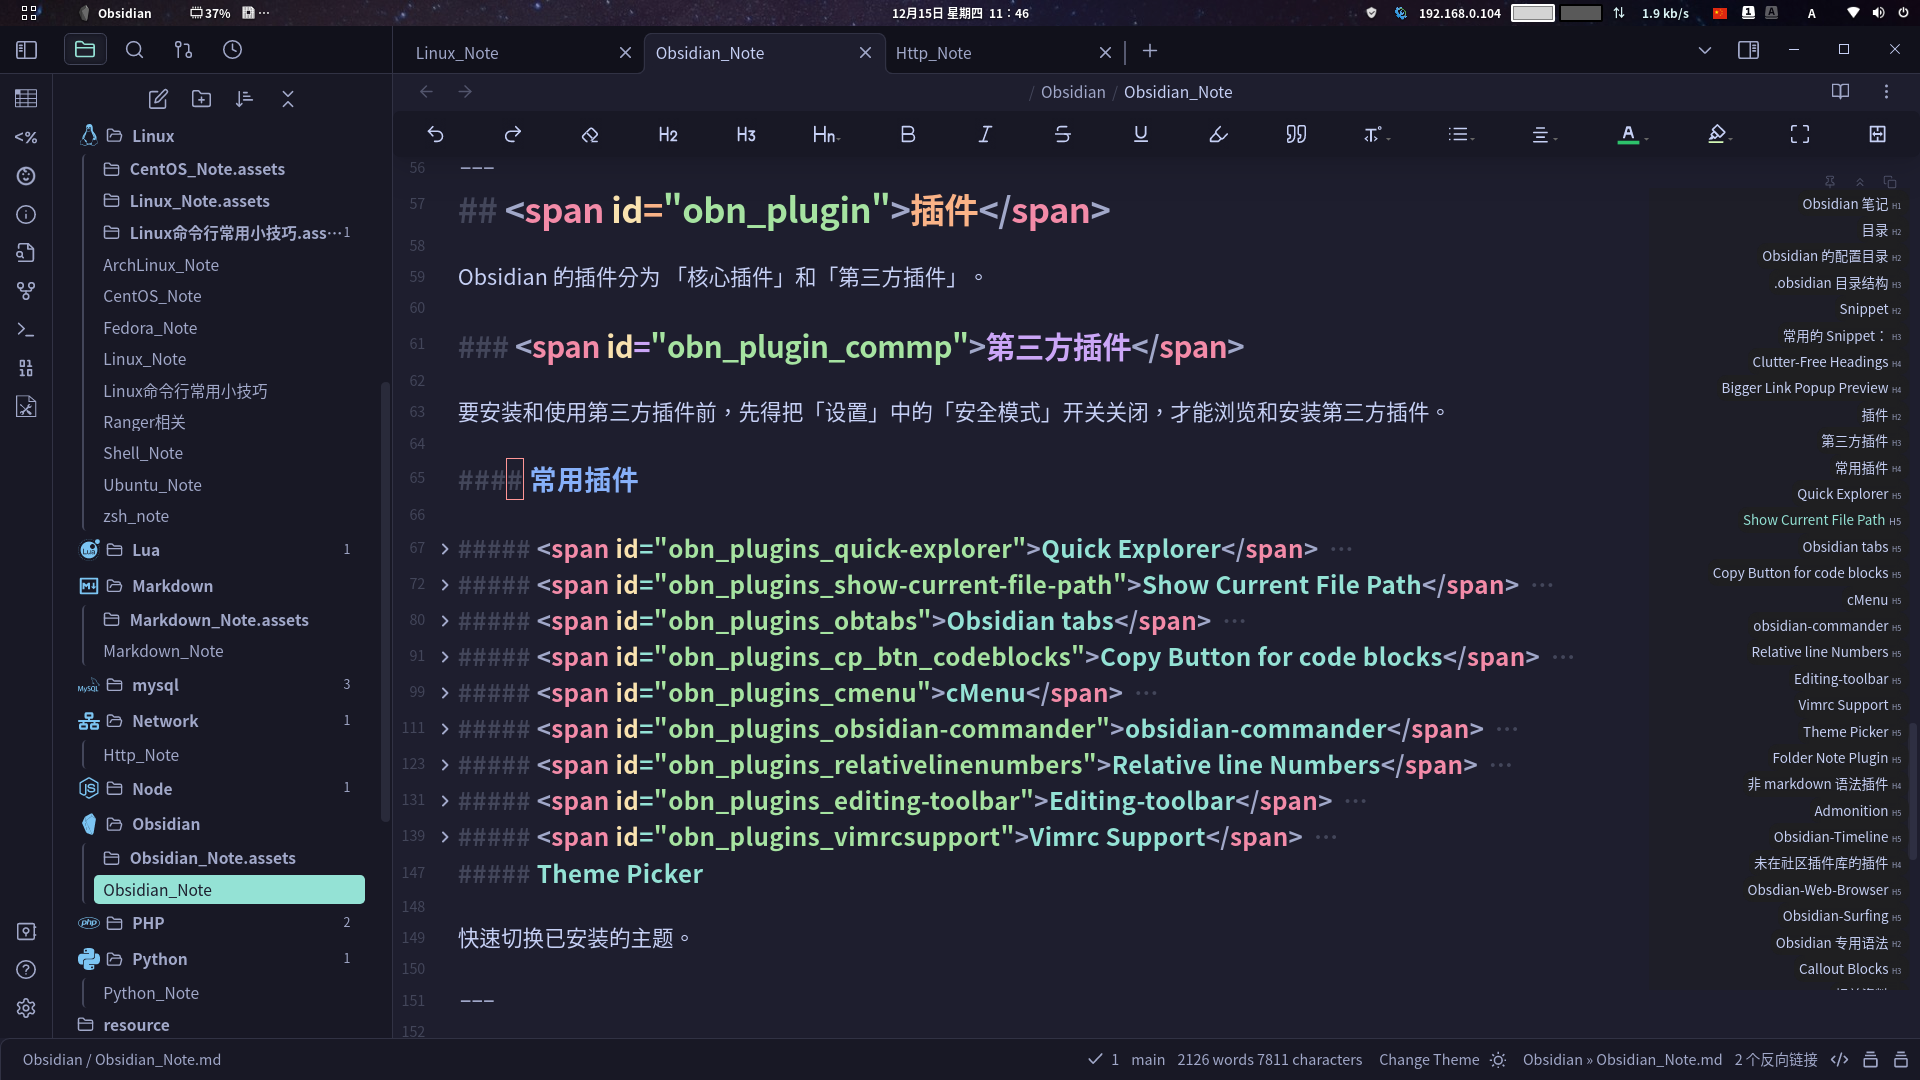 Obsidian
37%
12月15日 星期四 11：46
192.168.0.104
1.9 kb/s
A
Linux_Note
Obsidian_Note
Http_Note
/ Obsidian / Obsidian_Note
H2 H3 Hn B I S U
Linux
CentOS_Note.assets
Linux_Note.assets
Linux命令行常用小技巧.ass… 1
ArchLinux_Note
CentOS_Note
Fedora_Note
Linux_Note
Linux命令行常用小技巧
Ranger相关
Shell_Note
Ubuntu_Note
zsh_note
Lua 1
Markdown
Markdown_Note.assets
Markdown_Note
mysql 3
Network 1
Http_Note
Node 1
Obsidian
Obsidian_Note.assets
Obsidian_Note
PHP 2
Python 1
Python_Note
resource
56 ---
57 ## <span id="obn_plugin">插件</span>
58
59 Obsidian 的插件分为 「核心插件」和「第三方插件」。
60
61 ### <span id="obn_plugin_commp">第三方插件</span>
62
63 要安装和使用第三方插件前，先得把「设置」中的「安全模式」开关关闭，才能浏览和安装第三方插件。
64
65 #### 常用插件
66
67 ##### <span id="obn_plugins_quick-explorer">Quick Explorer</span> ...
72 ##### <span id="obn_plugins_show-current-file-path">Show Current File Path</span> ...
80 ##### <span id="obn_plugins_obtabs">Obsidian tabs</span> ...
91 ##### <span id="obn_plugins_cp_btn_codeblocks">Copy Button for code blocks</span> ...
99 ##### <span id="obn_plugins_cmenu">cMenu</span> ...
111 ##### <span id="obn_plugins_obsidian-commander">obsidian-commander</span> ...
123 ##### <span id="obn_plugins_relativelinenumbers">Relative line Numbers</span> ...
131 ##### <span id="obn_plugins_editing-toolbar">Editing-toolbar</span> ...
139 ##### <span id="obn_plugins_vimrcsupport">Vimrc Support</span> ...
147 ##### Theme Picker
148
149 快速切换已安装的主题。
150
151 ---
152
Obsidian 笔记 H1
目录 H2
Obsidian 的配置目录 H2
.obsidian 目录结构 H3
Snippet H2
常用的 Snippet： H3
Clutter-Free Headings H4
Bigger Link Popup Preview H4
插件 H2
第三方插件 H3
常用插件 H4
Quick Explorer H5
Show Current File Path H5
Obsidian tabs H5
Copy Button for code blocks H5
cMenu H5
obsidian-commander H5
Relative line Numbers H5
Editing-toolbar H5
Vimrc Support H5
Theme Picker H5
Folder Note Plugin H5
非 markdown 语法插件 H4
Admonition H5
Obsidian-Timeline H5
未在社区插件库的插件 H4
Obsdian-Web-Browser H5
Obsidian-Surfing H5
Obsidian 专用语法 H2
Callout Blocks H3
Obsidian / Obsidian_Note.md
1 main 2126 words 7811 characters Change Theme Obsidian » Obsidian_Note.md 2 个反向链接